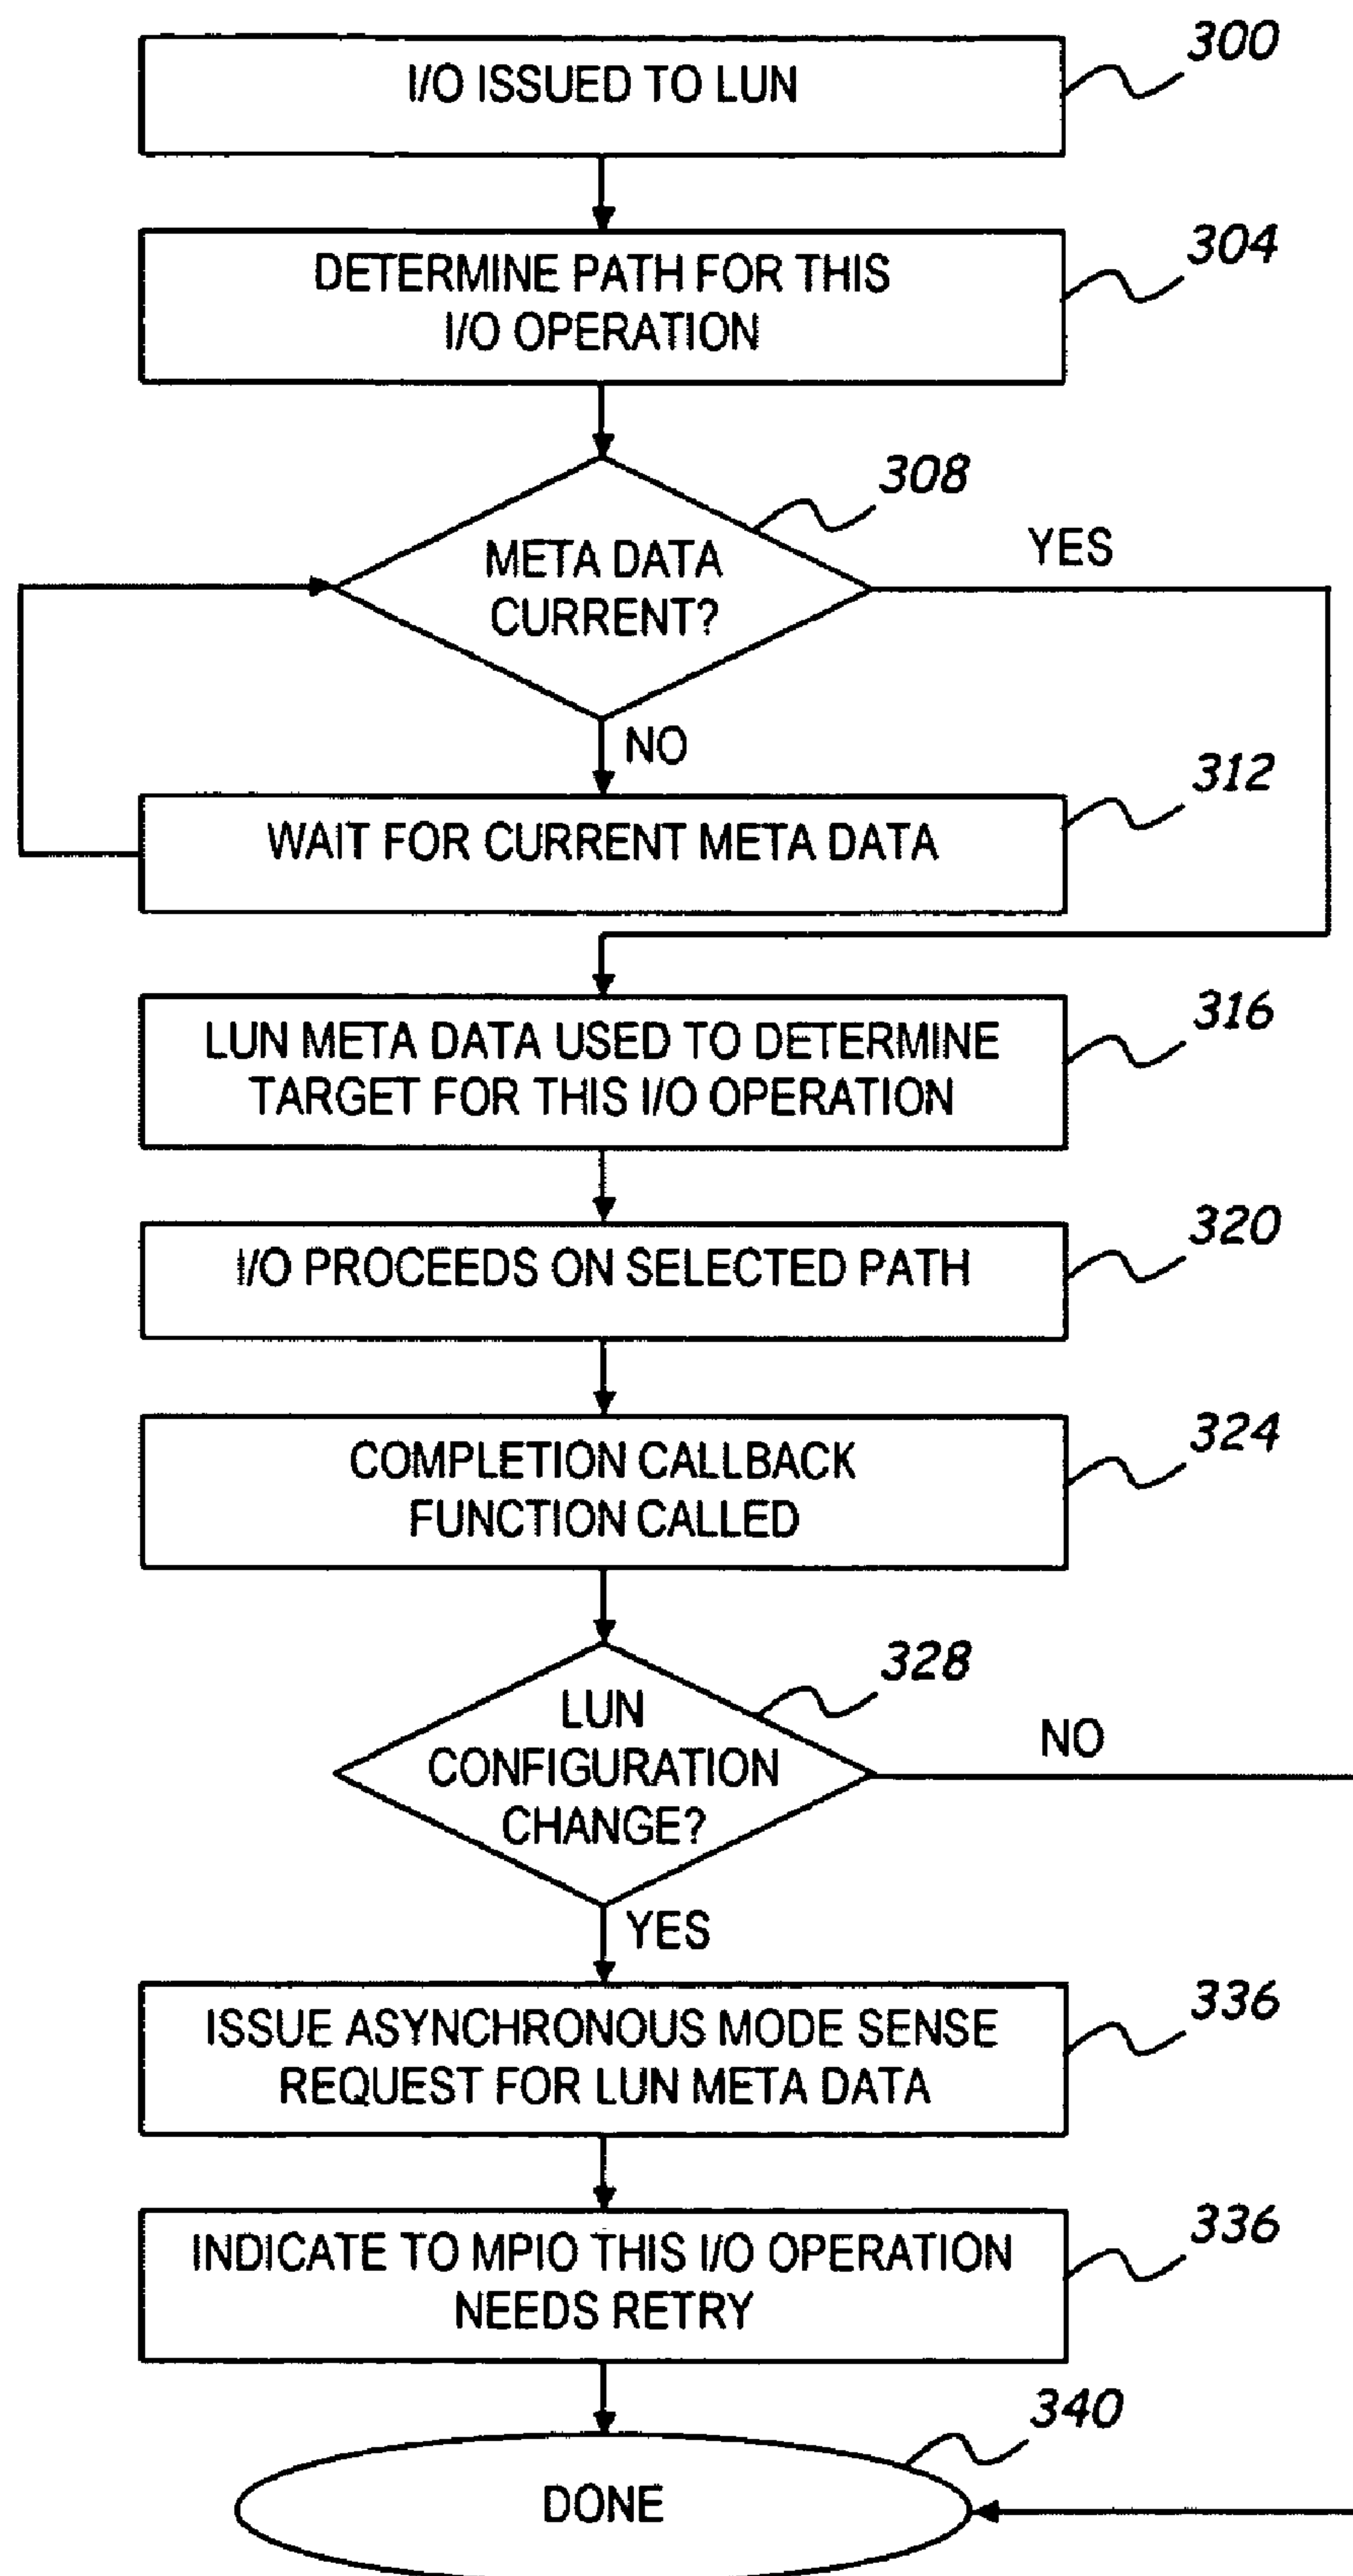 I/O ISSUED TO LUN
300
DETERMINE PATH FOR THIS
I/O OPERATION
304
META DATA
CURRENT?
308
YES
NO
WAIT FOR CURRENT META DATA
312
LUN META DATA USED TO DETERMINE
TARGET FOR THIS I/O OPERATION
316
I/O PROCEEDS ON SELECTED PATH
320
COMPLETION CALLBACK
FUNCTION CALLED
324
LUN
CONFIGURATION
CHANGE?
328
NO
YES
ISSUE ASYNCHRONOUS MODE SENSE
REQUEST FOR LUN META DATA
336
INDICATE TO MPIO THIS I/O OPERATION
NEEDS RETRY
336
DONE
340